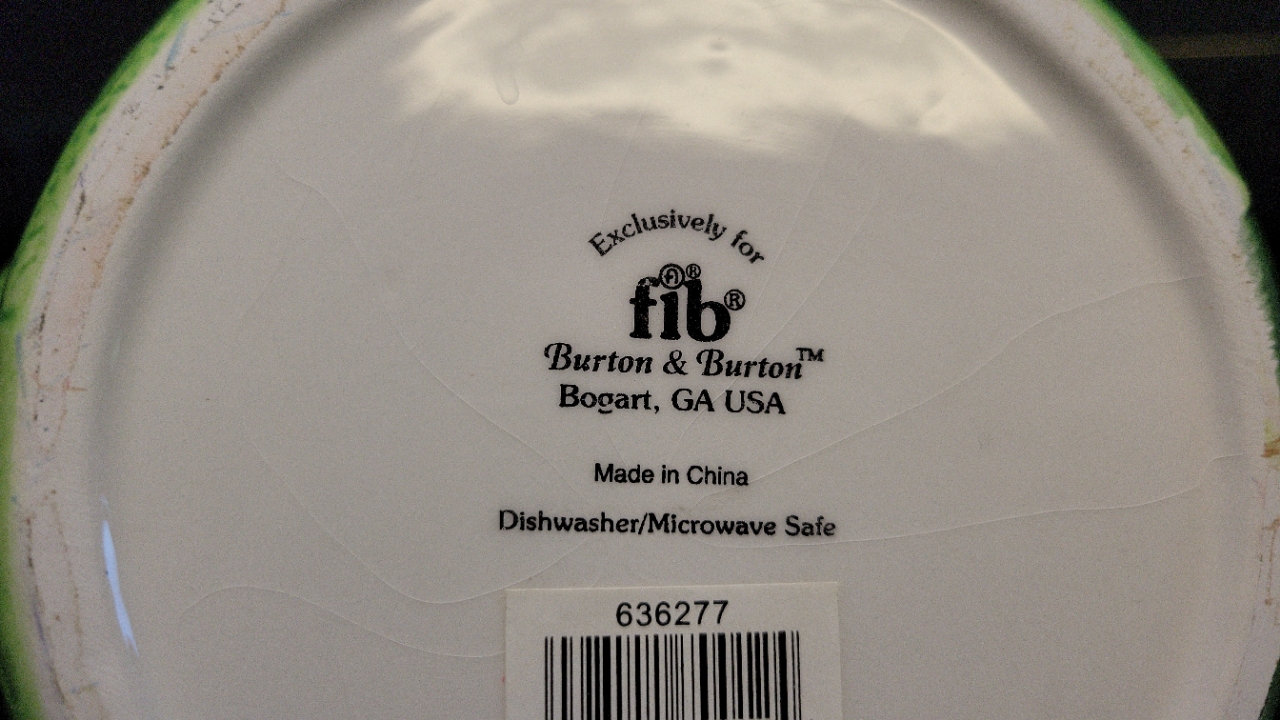 Exclusively for
fib®
Burton & Burton™
Bogart, GA USA
Made in China
Dishwasher/Microwave Safe
636277